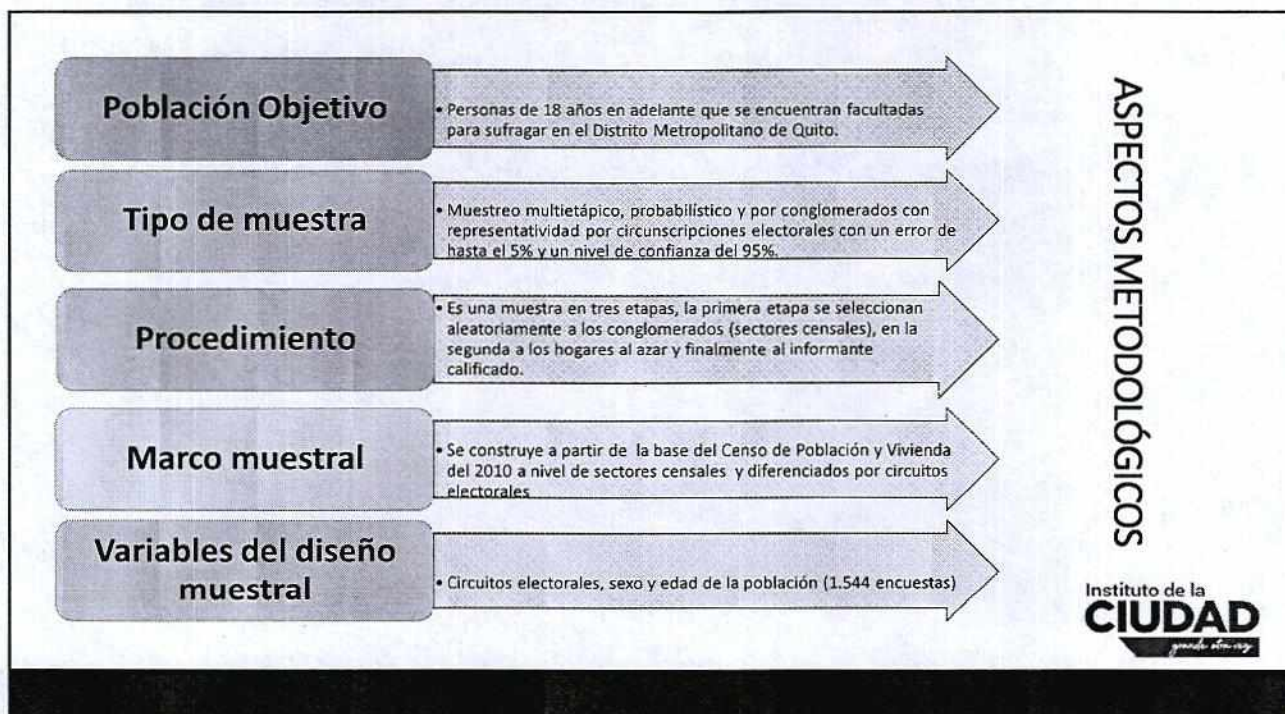 Población Objetivo
• Personas de 18 años en adelante que se encuentran facultadas
para sufragar en el Distrito Metropolitano de Quito.
Tipo de muestra
• Muestreo multietápico, probabilístico y por conglomerados con
representatividad por circunscripciones electorales con un error de
hasta el 5% y un nivel de confianza del 95%.
Procedimiento
• Es una muestra en tres etapas, la primera etapa se seleccionan
aleatoriamente a los conglomerados (sectores censales), en la
segunda a los hogares al azar y finalmente al informante
calificado.
Marco muestral
• Se construye a partir de la base del Censo de Población y Vivienda
del 2010 a nivel de sectores censales y diferenciados por circuitos
electorales
Variables del diseño
muestral
• Circuitos electorales, sexo y edad de la población (1.544 encuestas)
ASPECTOS METODOLÓGICOS
Instituto de la
CIUDAD
grande otra vez